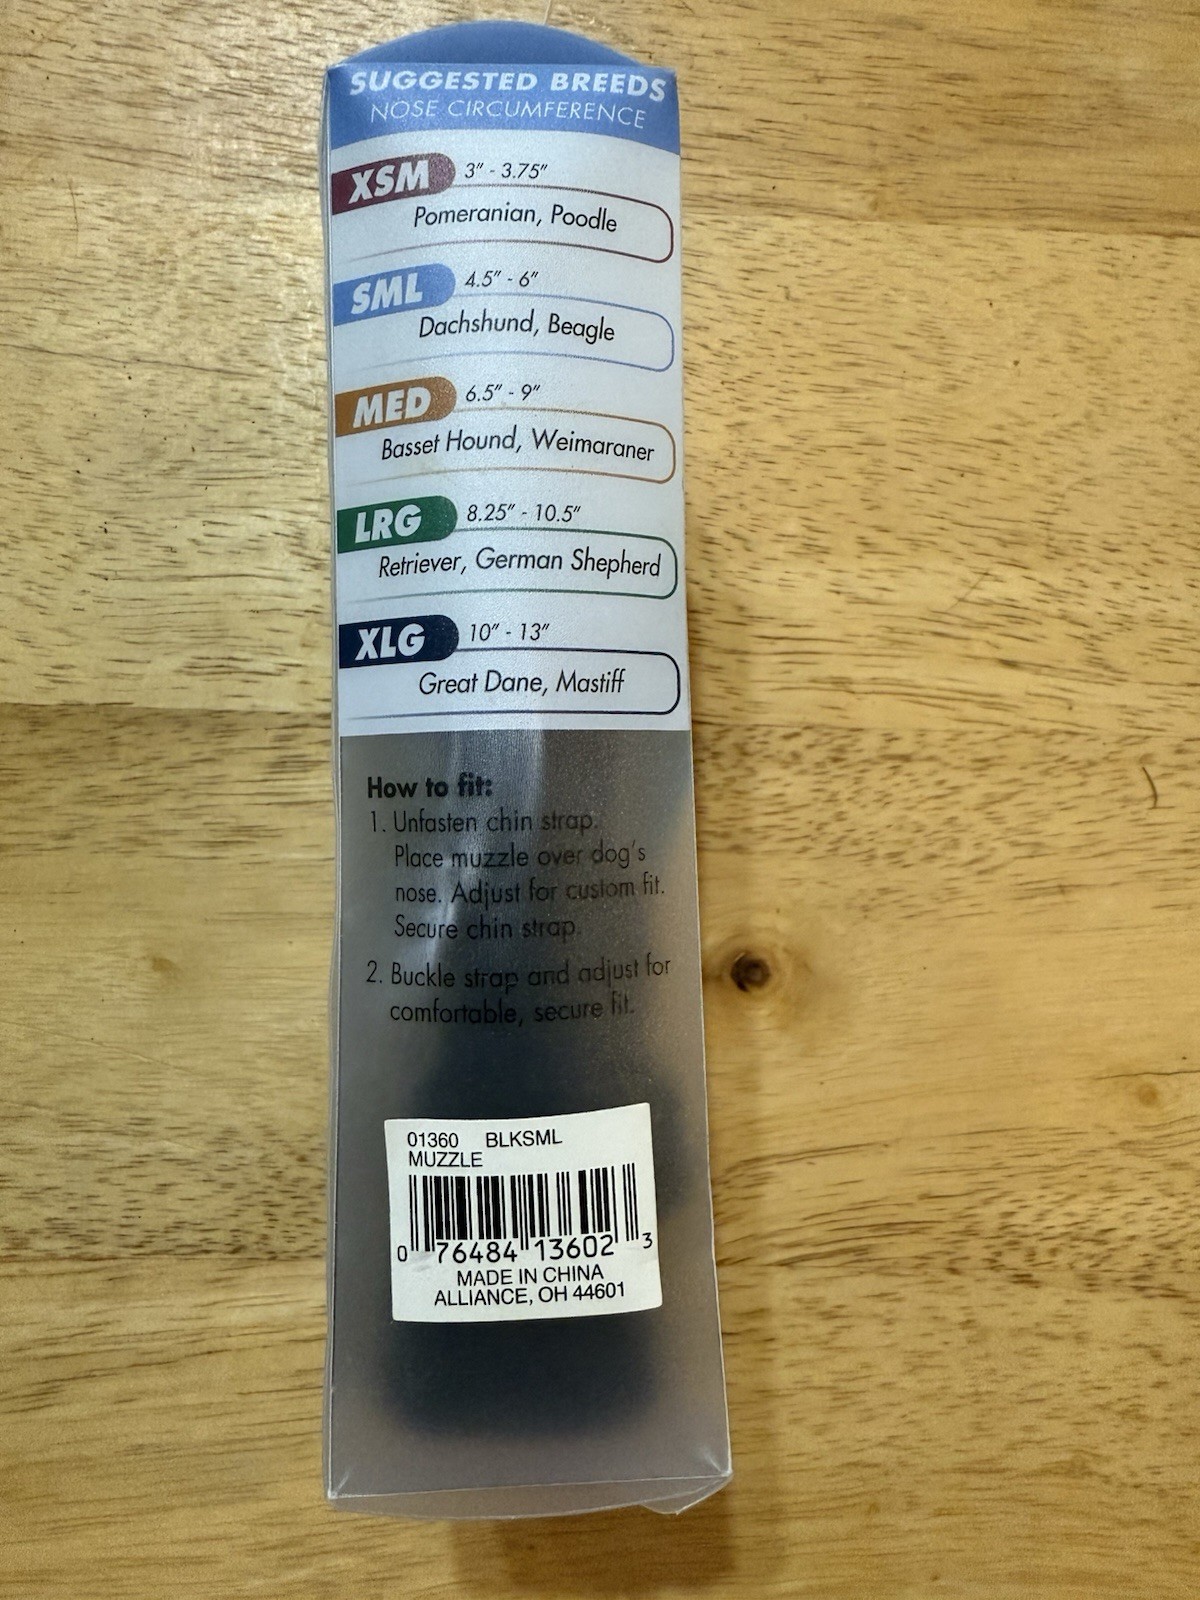 SUGGESTED BREEDS
NOSE CIRCUMFERENCE
XSM 3" - 3.75"
Pomeranian, Poodle
SML 4.5" - 6"
Dachshund, Beagle
MED 6.5" - 9"
Basset Hound, Weimaraner
LRG 8.25" - 10.5"
Retriever, German Shepherd
XLG 10" - 13"
Great Dane, Mastiff
How to fit:
1. Unfasten chin strap.
Place muzzle over dog's
nose. Adjust for custom fit.
Secure chin strap.
2. Buckle strap and adjust for
comfortable, secure fit.
01360 BLKSML
MUZZLE
0 76484 13602 3
MADE IN CHINA
ALLIANCE, OH 44601